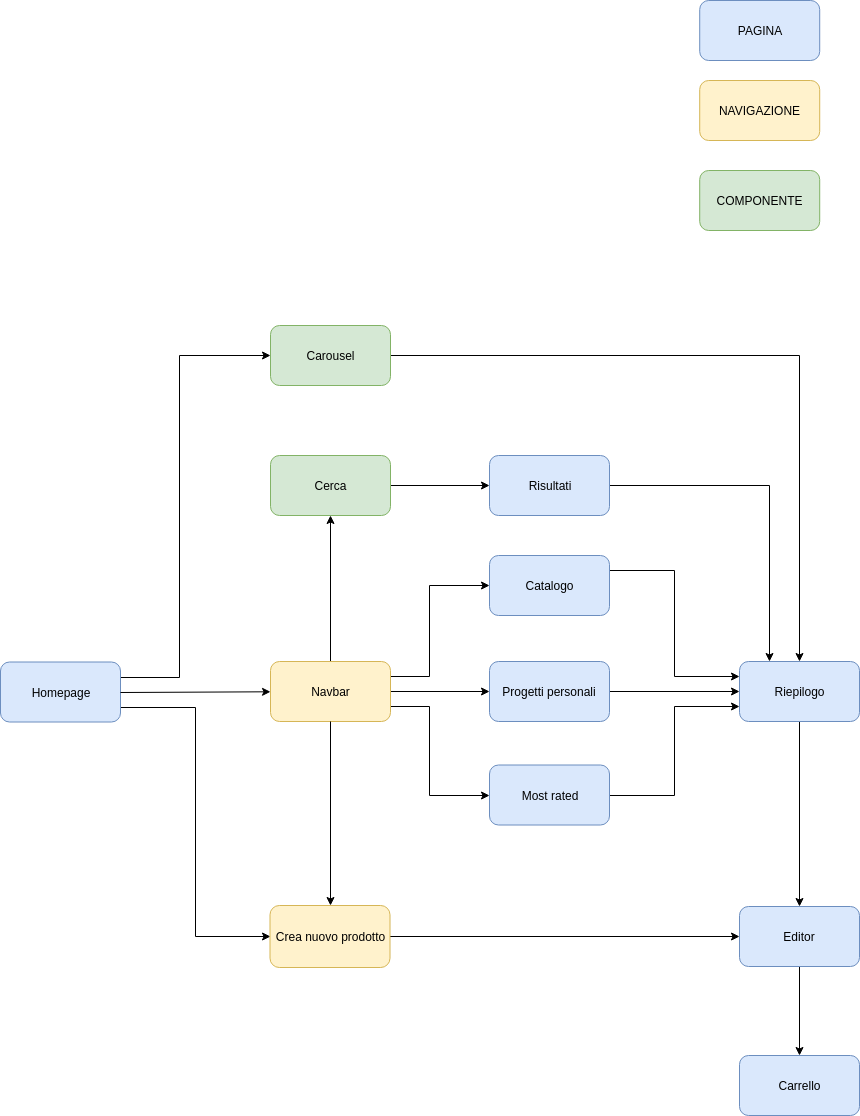 PAGINA
NAVIGAZIONE
COMPONENTE
Carousel
Cerca
Risultati
Catalogo
Homepage
Navbar
Progetti personali
Riepilogo
Most rated
Crea nuovo prodotto
Editor
Carrello